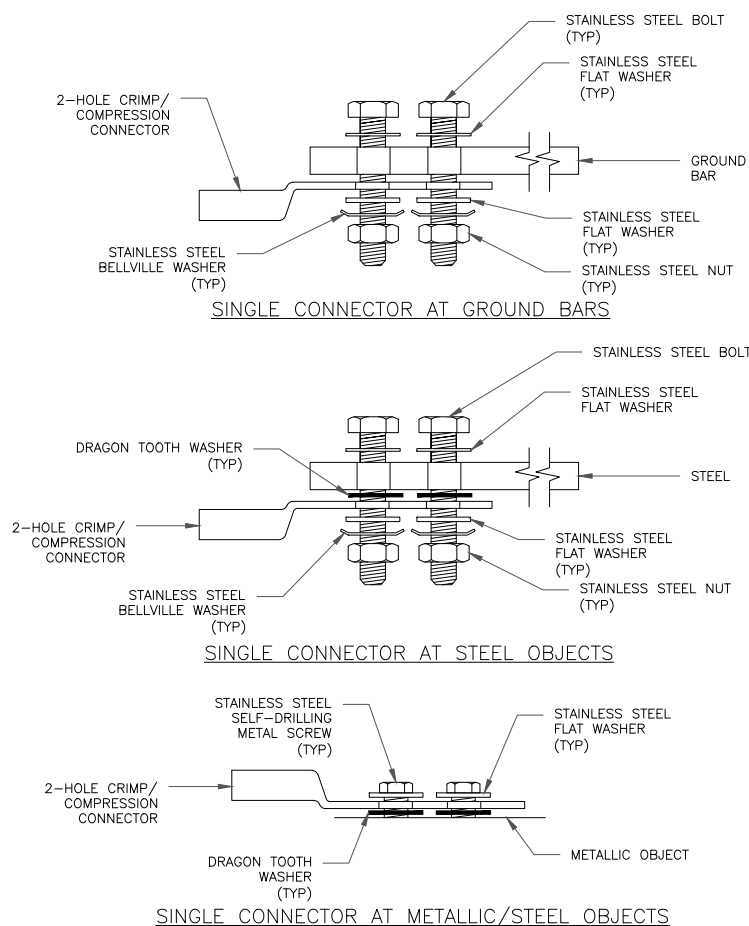 STAINLESS STEEL BOLT
(TYP)
STAINLESS STEEL
FLAT WASHER
(TYP)
2-HOLE CRIMP/
COMPRESSION
CONNECTOR
GROUND
BAR
STAINLESS STEEL
FLAT WASHER
(TYP)
STAINLESS STEEL
BELLVILLE WASHER
(TYP)
STAINLESS STEEL NUT
(TYP)
SINGLE CONNECTOR AT GROUND BARS
STAINLESS STEEL BOLT
STAINLESS STEEL
FLAT WASHER
DRAGON TOOTH WASHER
(TYP)
STEEL
2-HOLE CRIMP/
COMPRESSION
CONNECTOR
STAINLESS STEEL
FLAT WASHER
(TYP)
STAINLESS STEEL
BELLVILLE WASHER
(TYP)
STAINLESS STEEL NUT
(TYP)
SINGLE CONNECTOR AT STEEL OBJECTS
STAINLESS STEEL
SELF-DRILLING
METAL SCREW
(TYP)
STAINLESS STEEL
FLAT WASHER
(TYP)
2-HOLE CRIMP/
COMPRESSION
CONNECTOR
DRAGON TOOTH
WASHER
(TYP)
METALLIC OBJECT
SINGLE CONNECTOR AT METALLIC/STEEL OBJECTS